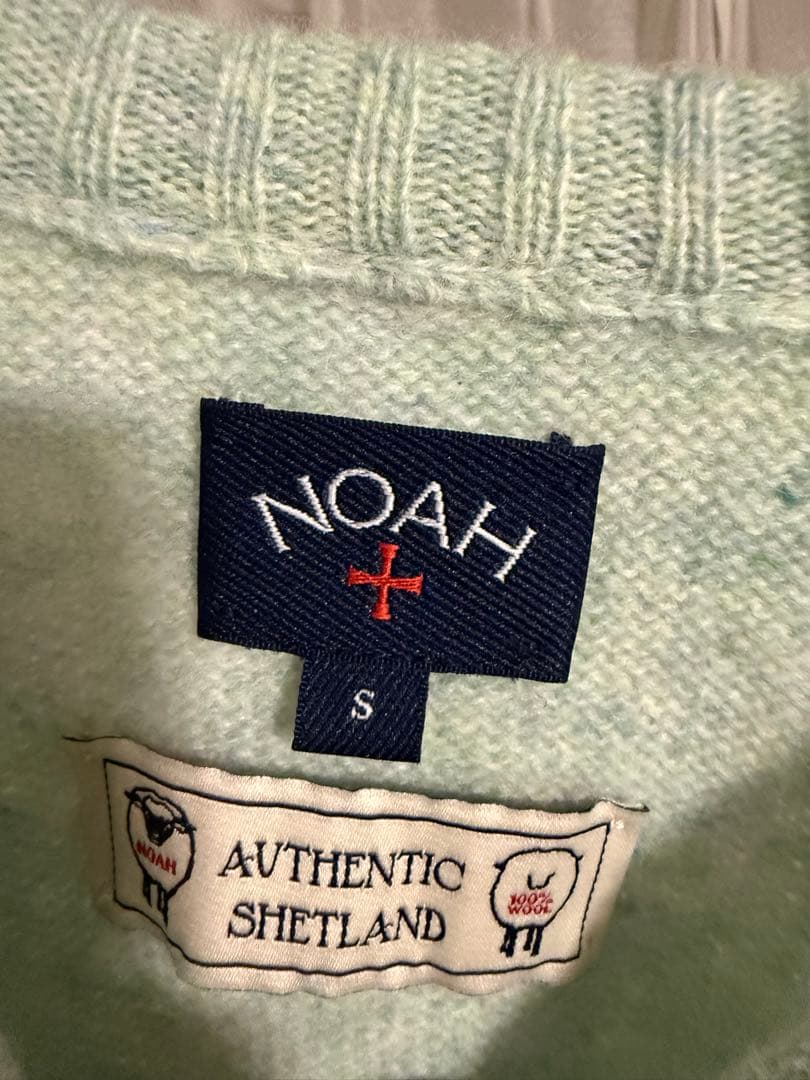 NOAH
S
NOAH
AUTHENTIC
SHETLAND
100%
WOOL